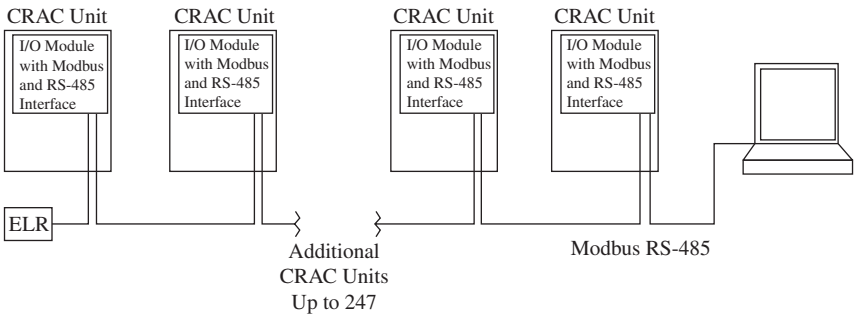 CRAC Unit
I/O Module
with Modbus
and RS-485
Interface
CRAC Unit
I/O Module
with Modbus
and RS-485
Interface
CRAC Unit
I/O Module
with Modbus
and RS-485
Interface
CRAC Unit
I/O Module
with Modbus
and RS-485
Interface
ELR
Additional
CRAC Units
Up to 247
Modbus RS-485